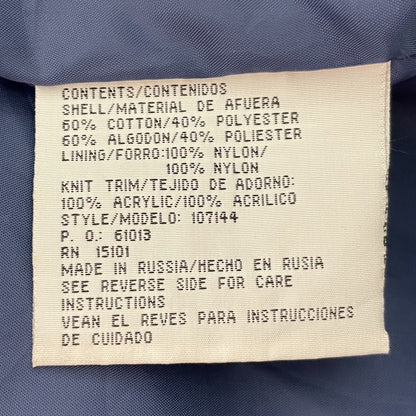 CONTENTS/CONTENIDOS
SHELL/MATERIAL DE AFUERA
60% COTTON/40% POLYESTER
60% ALGODON/40% POLIESTER
LINING/FORRO:100% NYLON/
100% NYLON
KNIT TRIM/TEJIDO DE ADORNO:
100% ACRYLIC/100% ACRILICO
STYLE/MODELO: 107144
P. O.: 61013
RN 15101
MADE IN RUSSIA/HECHO EN RUSIA
SEE REVERSE SIDE FOR CARE
INSTRUCTIONS
VEAN EL REVES PARA INSTRUCCIONES
DE CUIDADO